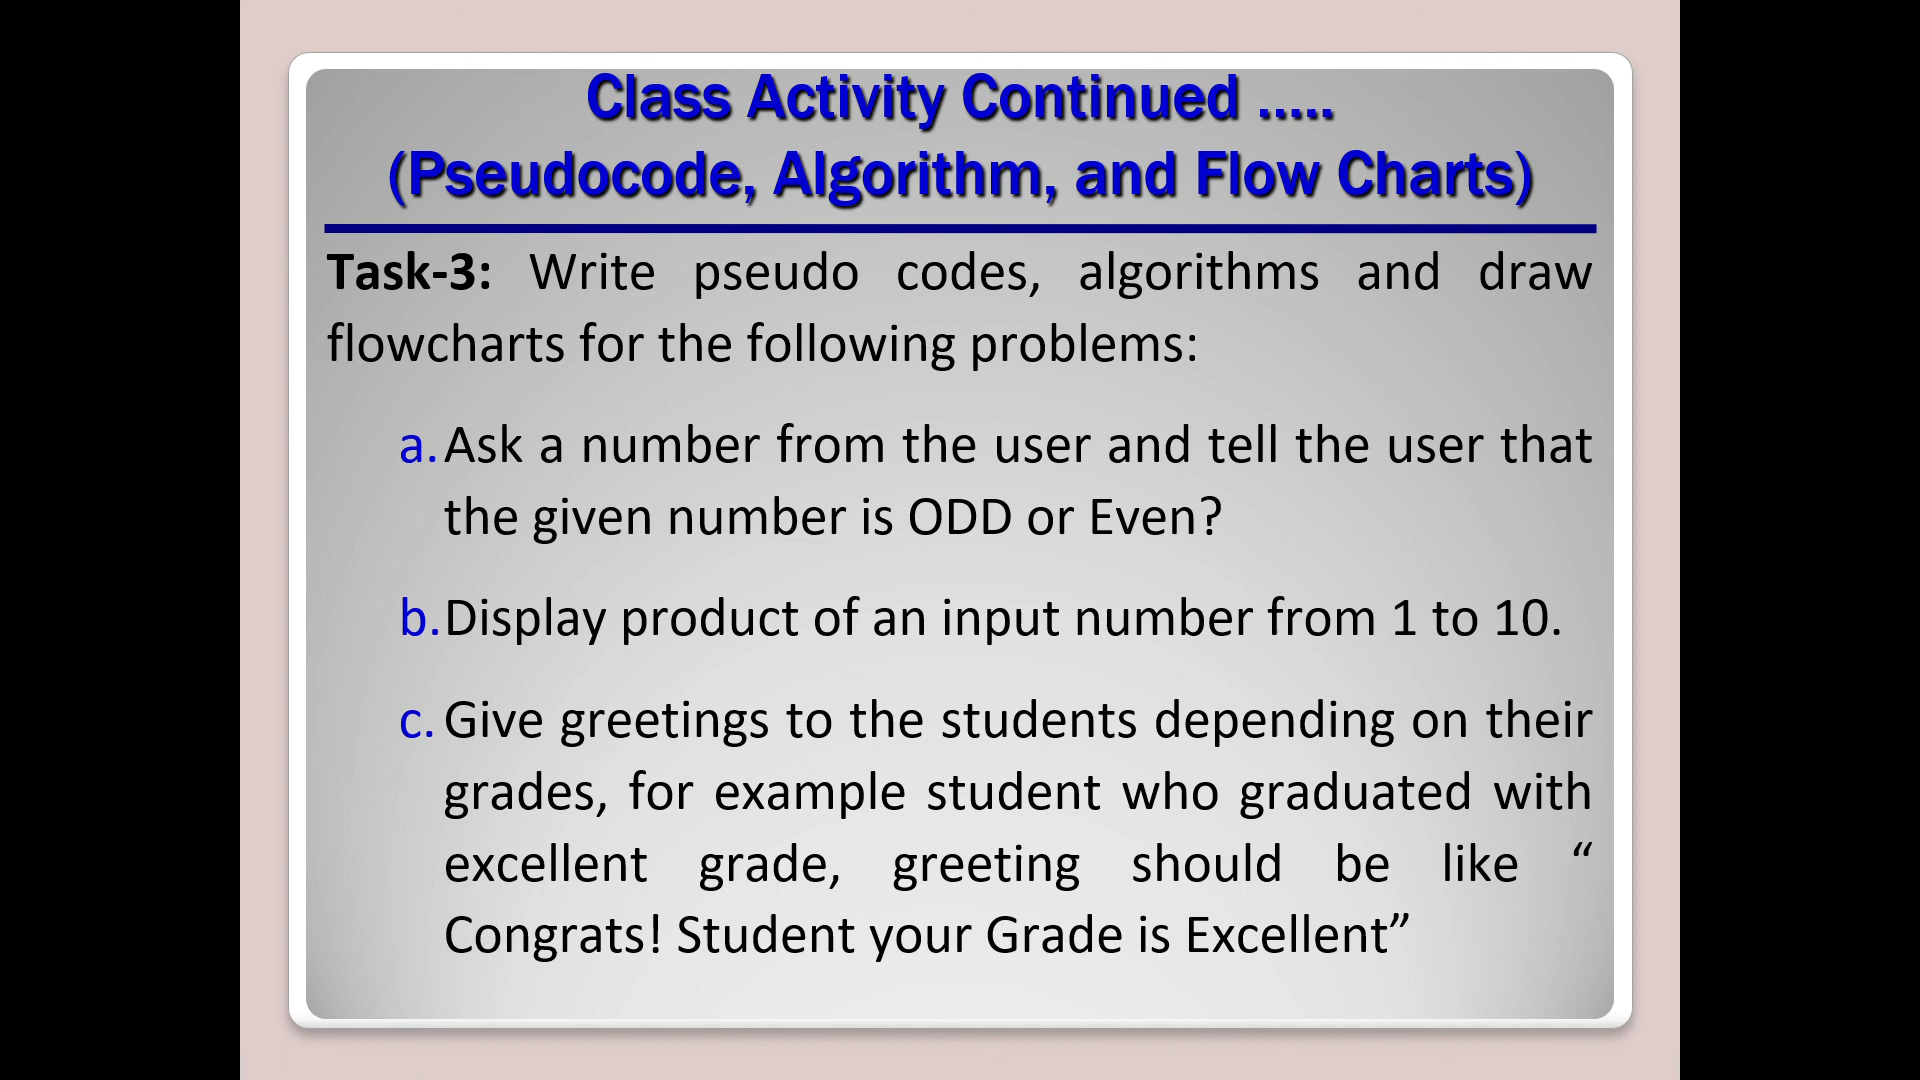 Class Activity Continued .....
(Pseudocode, Algorithm, and Flow Charts)
Task-3: Write pseudo codes, algorithms and draw
flowcharts for the following problems:
a. Ask a number from the user and tell the user that
the given number is ODD or Even?
b. Display product of an input number from 1 to 10.
c. Give greetings to the students depending on their
grades, for example student who graduated with
excellent grade, greeting should be like “
Congrats! Student your Grade is Excellent”